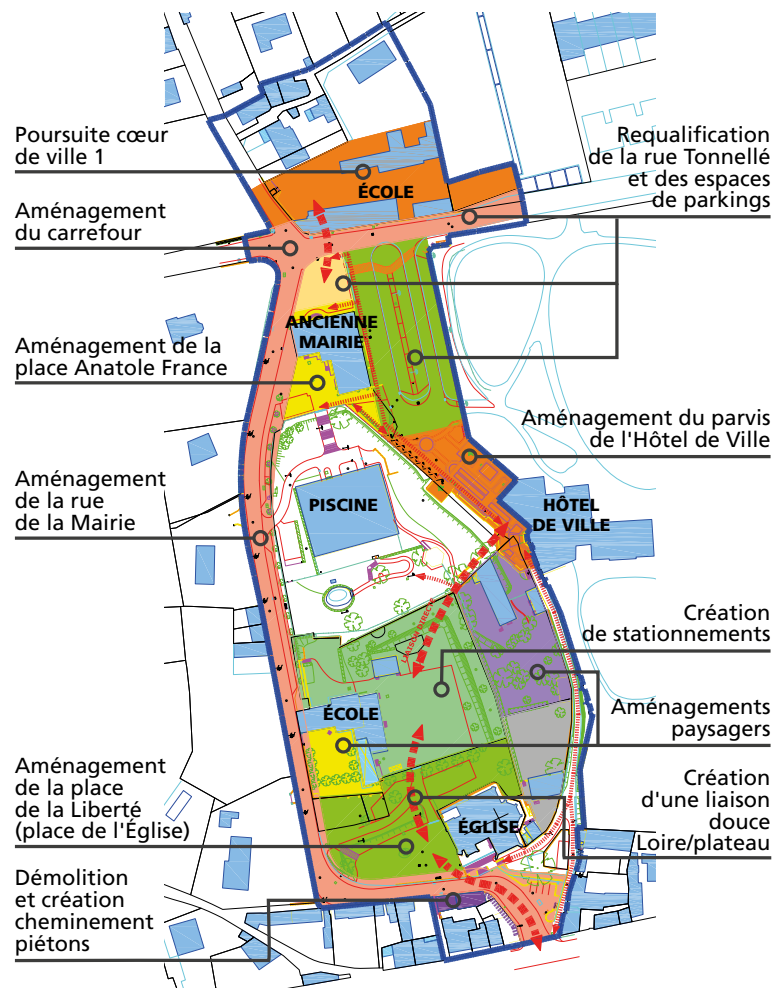 Poursuite cœur
de ville 1
Aménagement
du carrefour
Aménagement de la
place Anatole France
Aménagement
de la rue
de la Mairie
Aménagement
de la place
de la Liberté
(place de l'Église)
Démolition
et création
cheminement
piétons
ÉCOLE
ANCIENNE
MAIRIE
PISCINE
HÔTEL
DE VILLE
LIAISON DIRECTE
ÉCOLE
ÉGLISE
Requalification
de la rue Tonnellé
et des espaces
de parkings
Aménagement du parvis
de l'Hôtel de Ville
Création
de stationnements
Aménagements
paysagers
Création
d'une liaison
douce
Loire/plateau